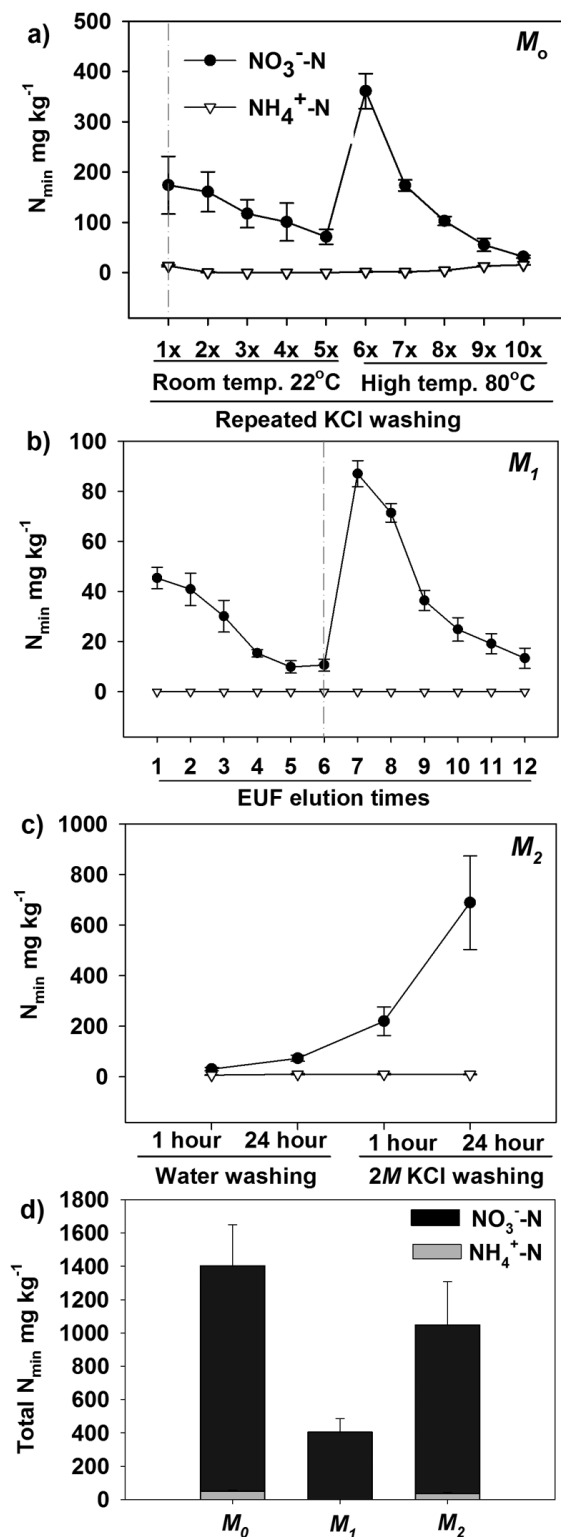 a)
M₀
NO₃⁻-N
NH₄⁺-N
500
400
300
200
100
0
N_min mg kg⁻¹
1x 2x 3x 4x 5x 6x 7x 8x 9x 10x
Room temp. 22°C High temp. 80°C
Repeated KCl washing
b)
M₁
100
80
60
40
20
0
N_min mg kg⁻¹
1 2 3 4 5 6 7 8 9 10 11 12
EUF elution times
c)
M₂
1000
800
600
400
200
0
N_min mg kg⁻¹
1 hour 24 hour 1 hour 24 hour
Water washing 2M KCl washing
d)
NO₃⁻-N
NH₄⁺-N
1800
1600
1400
1200
1000
800
600
400
200
0
Total N_min mg kg⁻¹
M₀ M₁ M₂